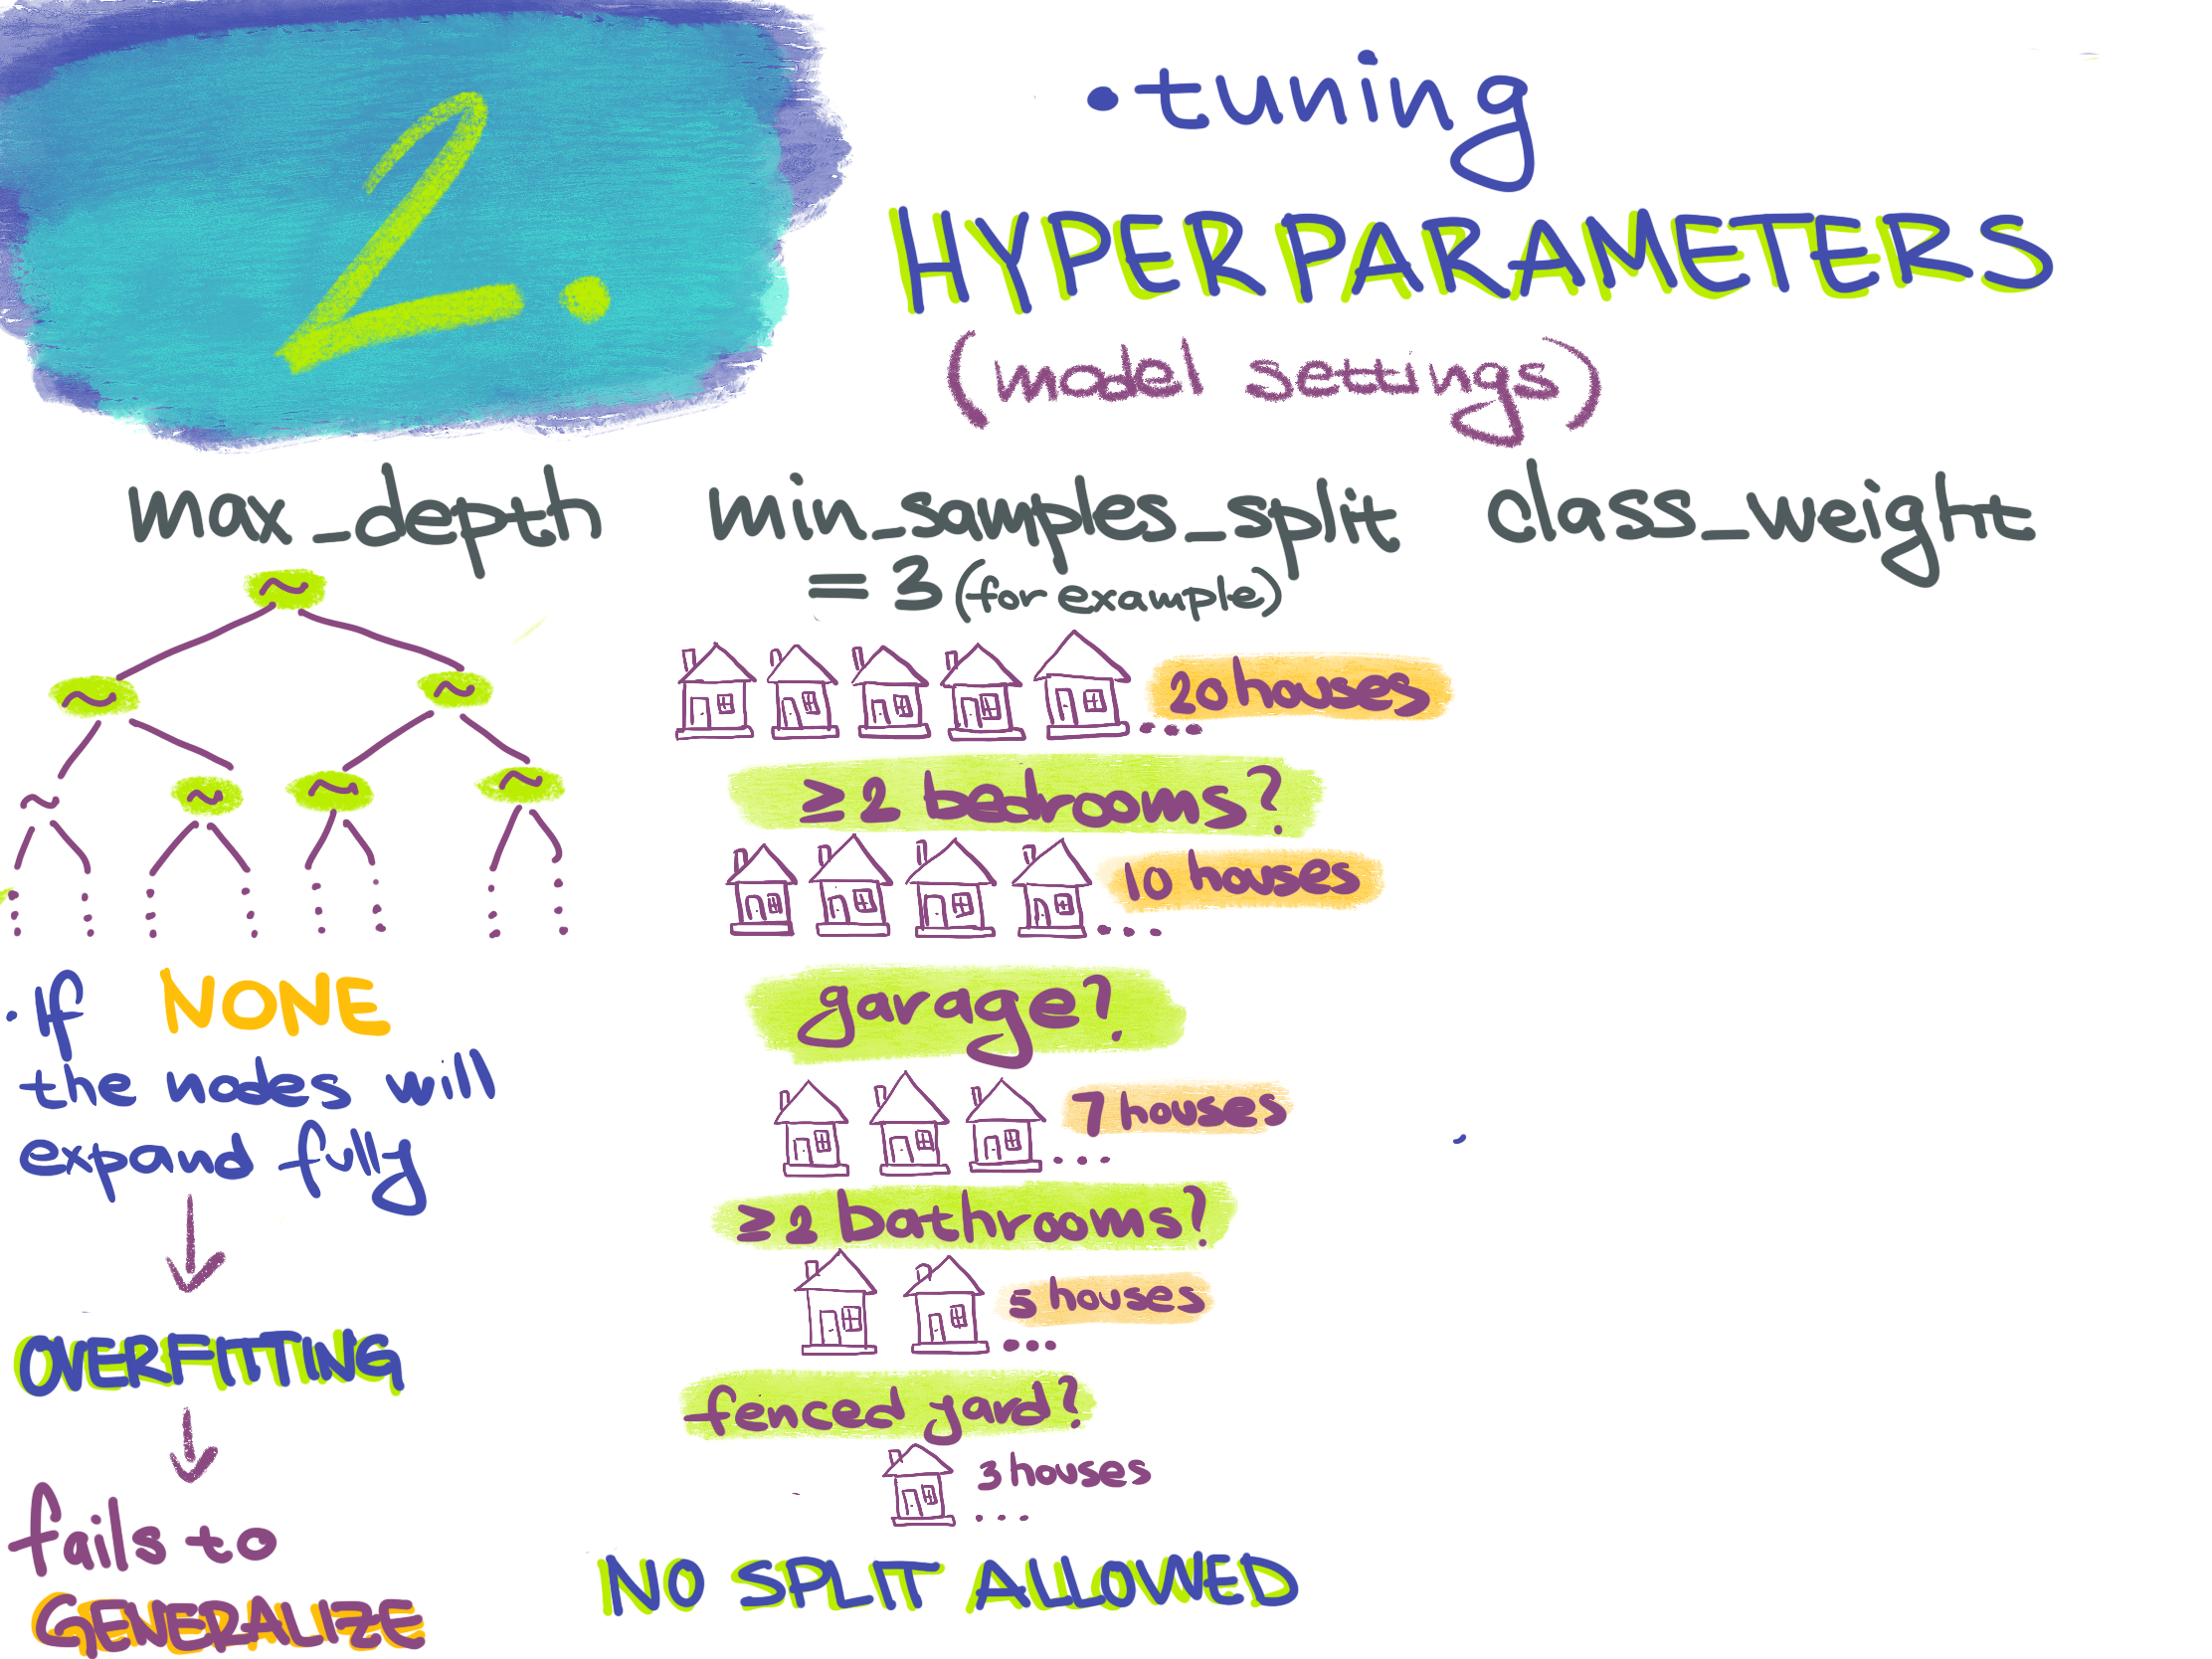 2.
• tuning
HYPERPARAMETERS
(model settings)
max_depth
• If NONE
the nodes will
expand fully
OVERFITTING
fails to
GENERALIZE
min_samples_split
= 3 (for example)
20 houses
≥2 bedrooms?
10 houses
garage?
7 houses
≥2 bathrooms?
5 houses
fenced yard?
3 houses
NO SPLIT ALLOWED
class_weight